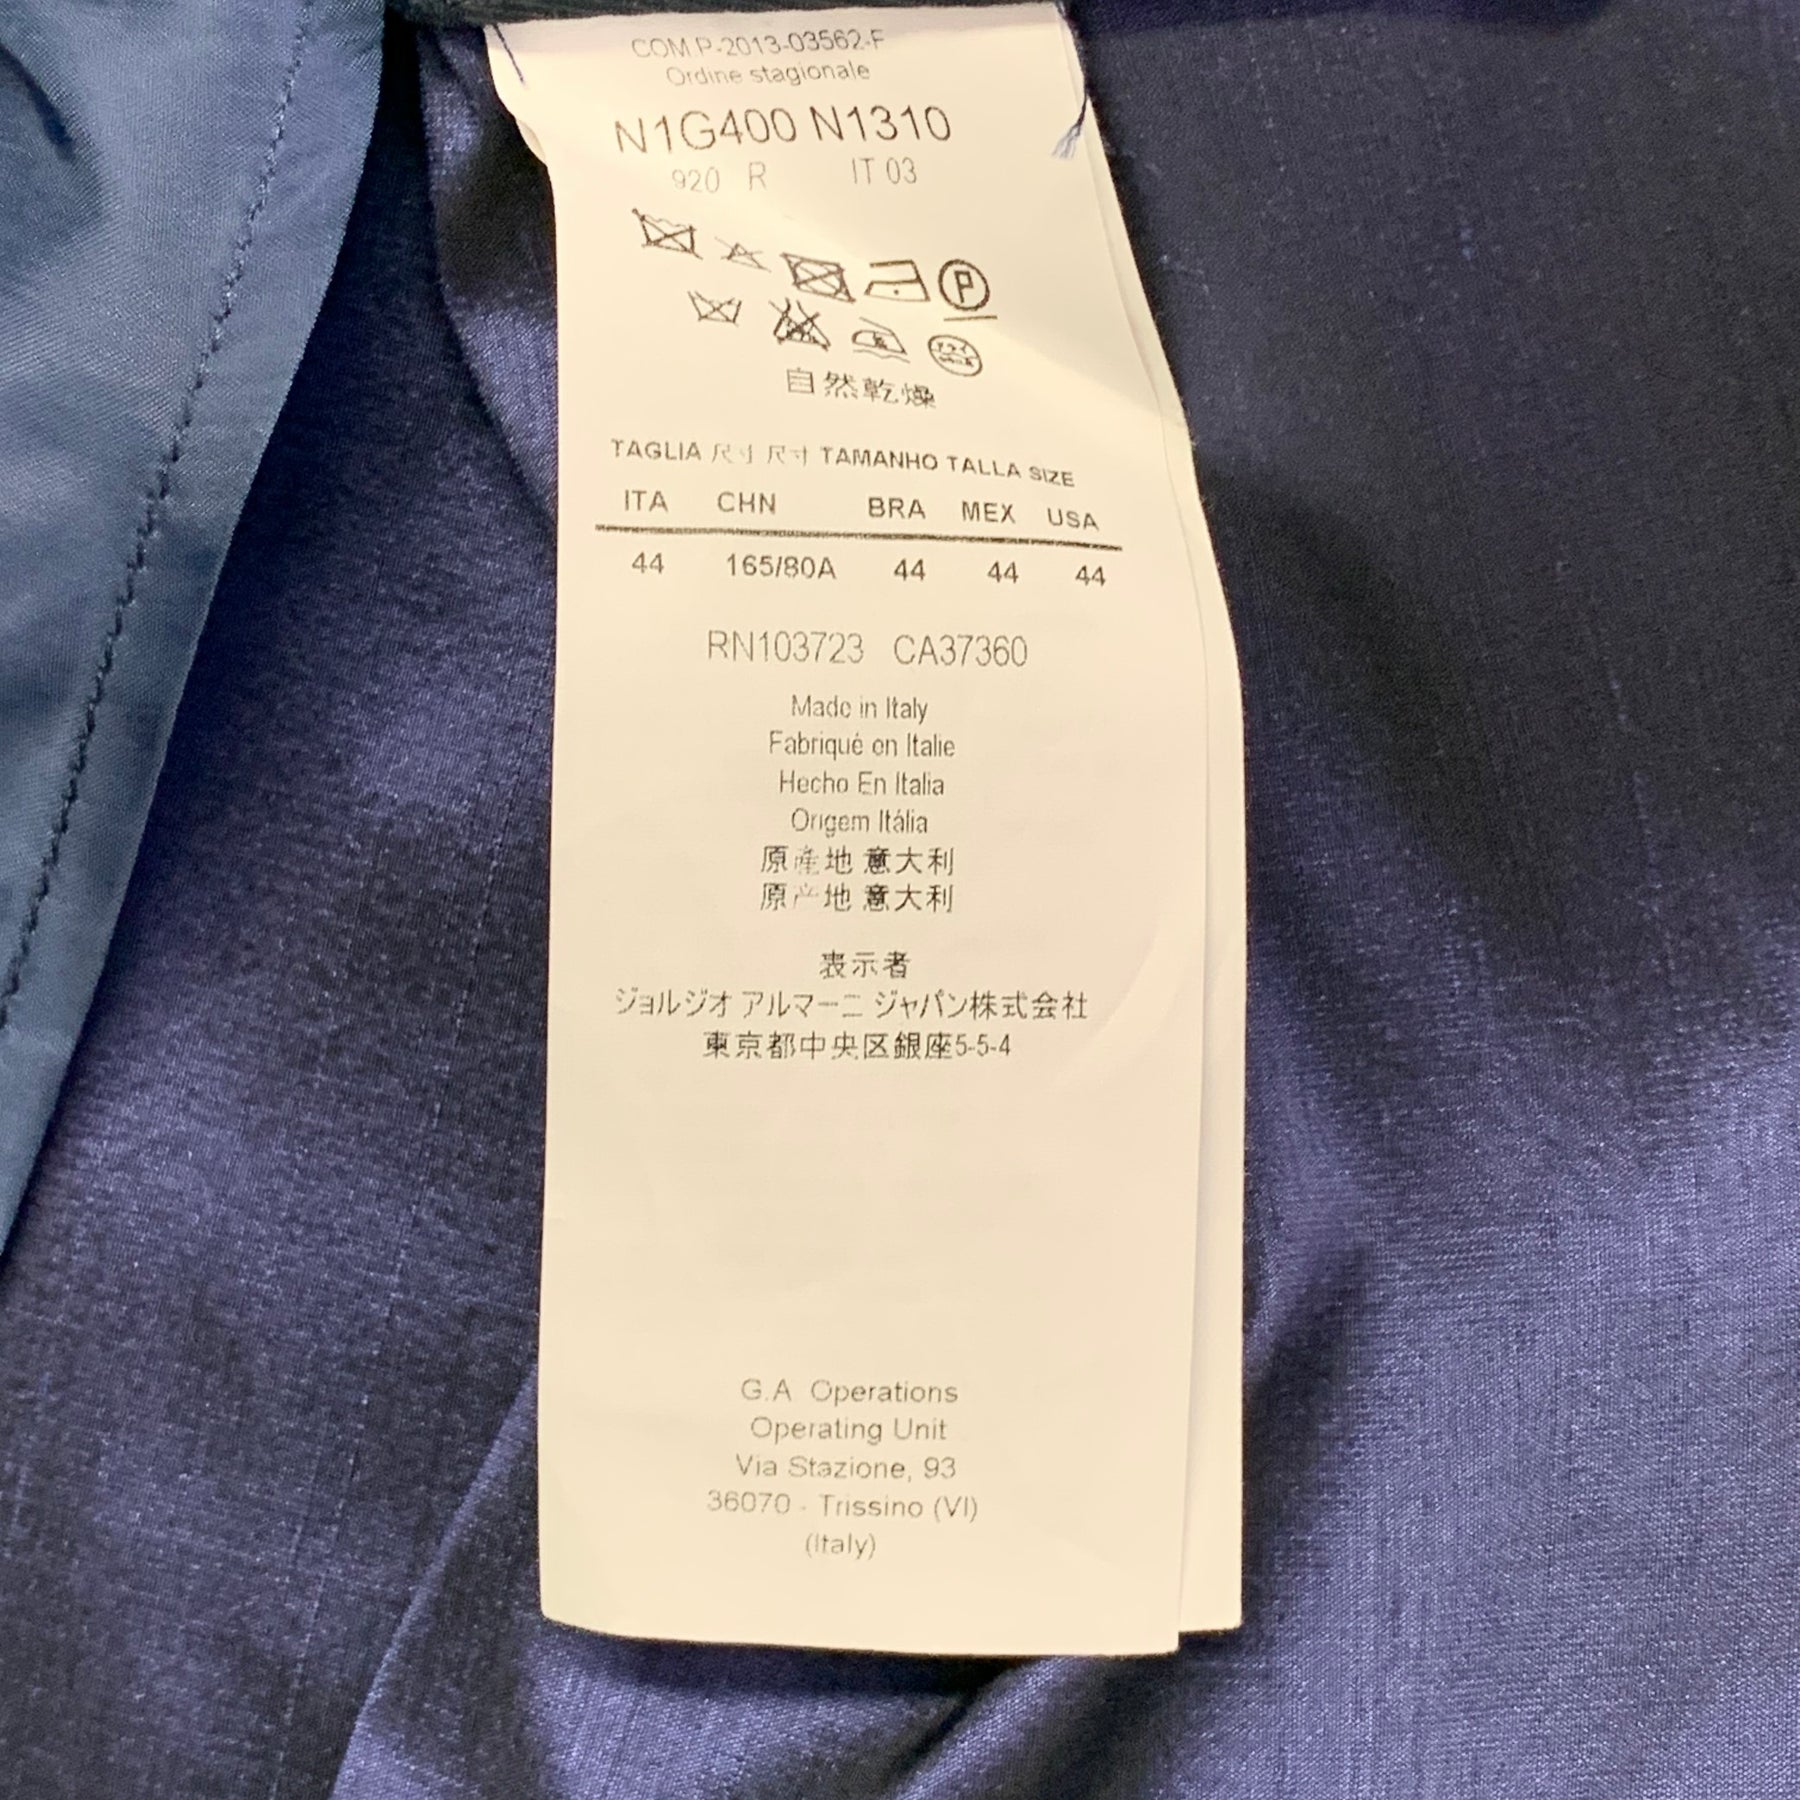 COM.P-2013-03562-F
Ordine stagionale
N1G400 N1310
920 R IT 03
P
自然乾燥
TAGLIA 尺寸 尺寸 TAMANHO TALLA SIZE
ITA CHN BRA MEX USA
44 165/80A 44 44 44
RN103723 CA37360
Made in Italy
Fabriqué en Italie
Hecho En Italia
Origem Itália
原産地 意大利
原产地 意大利
表示者
ジョルジオ アルマーニ ジャパン株式会社
東京都中央区銀座5-5-4
G.A Operations
Operating Unit
Via Stazione, 93
36070 - Trissino (VI)
(Italy)